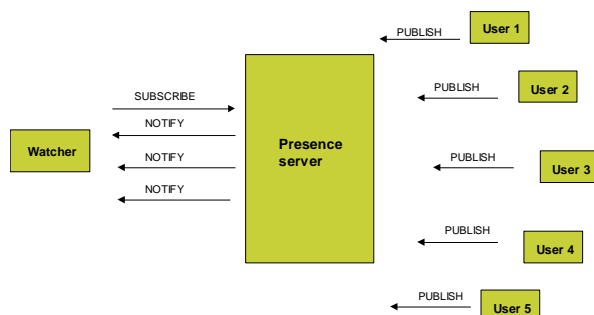 PUBLISH
User 1
SUBSCRIBE
NOTIFY
PUBLISH
User 2
Watcher
NOTIFY
NOTIFY
Presence
server
PUBLISH
User 3
PUBLISH
User 4
PUBLISH
User 5